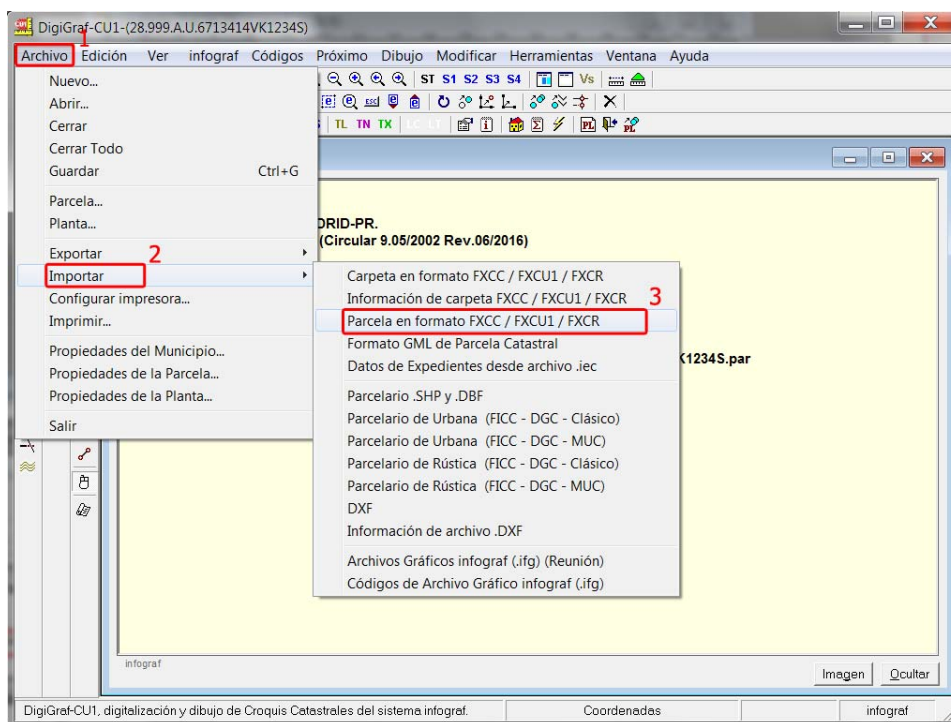 DigiGraf-CU1-(28.999.A.U.6713414VK1234S)
1
Archivo Edición Ver infograf Códigos Próximo Dibujo Modificar Herramientas Ventana Ayuda
ST S1 S2 S3 S4 Vs
TL TN TX
PL
Nuevo...
Abrir...
Cerrar
Cerrar Todo
Guardar Ctrl+G
Parcela...
Planta...
Exportar
2
Importar
Configurar impresora...
Imprimir...
Propiedades del Municipio...
Propiedades de la Parcela...
Propiedades de la Planta...
Salir
DRID-PR.
(Circular 9.05/2002 Rev.06/2016)
Carpeta en formato FXCC / FXCU1 / FXCR
Información de carpeta FXCC / FXCU1 / FXCR
3
Parcela en formato FXCC / FXCU1 / FXCR
Formato GML de Parcela Catastral
Datos de Expedientes desde archivo .iec
Parcelario .SHP y .DBF
Parcelario de Urbana (FICC - DGC - Clásico)
Parcelario de Urbana (FICC - DGC - MUC)
Parcelario de Rústica (FICC - DGC - Clásico)
Parcelario de Rústica (FICC - DGC - MUC)
DXF
Información de archivo .DXF
Archivos Gráficos infograf (.ifg) (Reunión)
Códigos de Archivo Gráfico infograf (.ifg)
K1234S.par
infograf
Imagen Ocultar
DigiGraf-CU1, digitalización y dibujo de Croquis Catastrales del sistema infograf. Coordenadas infograf